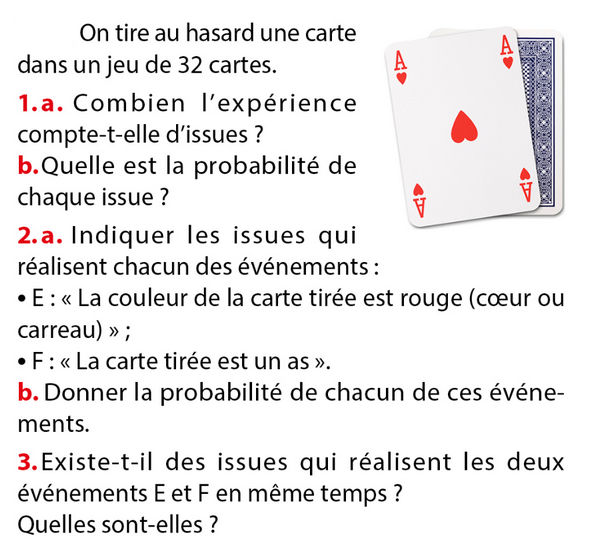 On tire au hasard une carte
dans un jeu de 32 cartes.
1.a. Combien l'expérience
compte-t-elle d'issues ?
b.Quelle est la probabilité de
chaque issue ?
2.a. Indiquer les issues qui
réalisent chacun des événements :
• E : « La couleur de la carte tirée est rouge (cœur ou
carreau) » ;
• F : « La carte tirée est un as ».
b. Donner la probabilité de chacun de ces événe-
ments.
3.Existe-t-il des issues qui réalisent les deux
événements E et F en même temps ?
Quelles sont-elles ?
A
A
A
A